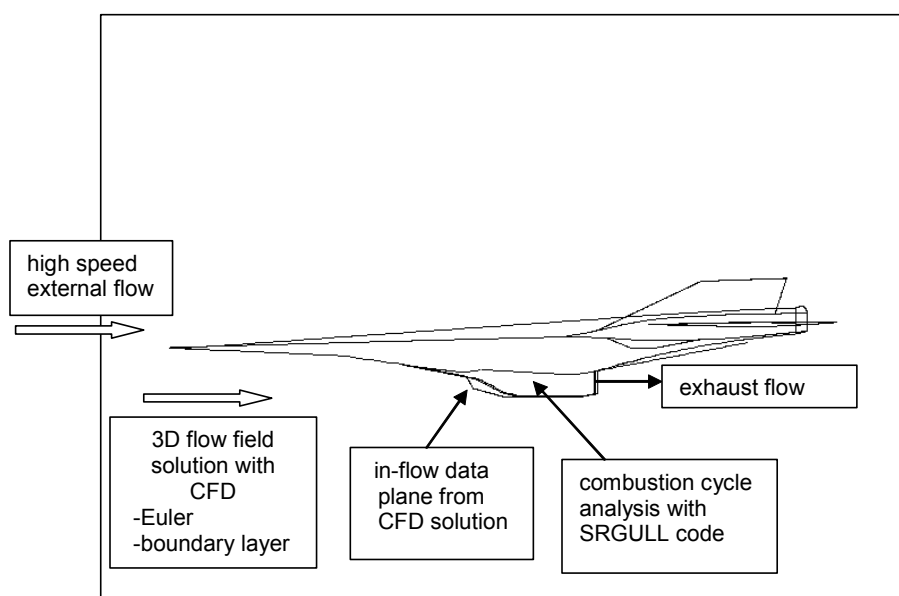 high speed
external flow
3D flow field
solution with
CFD
-Euler
-boundary layer
in-flow data
plane from
CFD solution
combustion cycle
analysis with
SRGULL code
exhaust flow